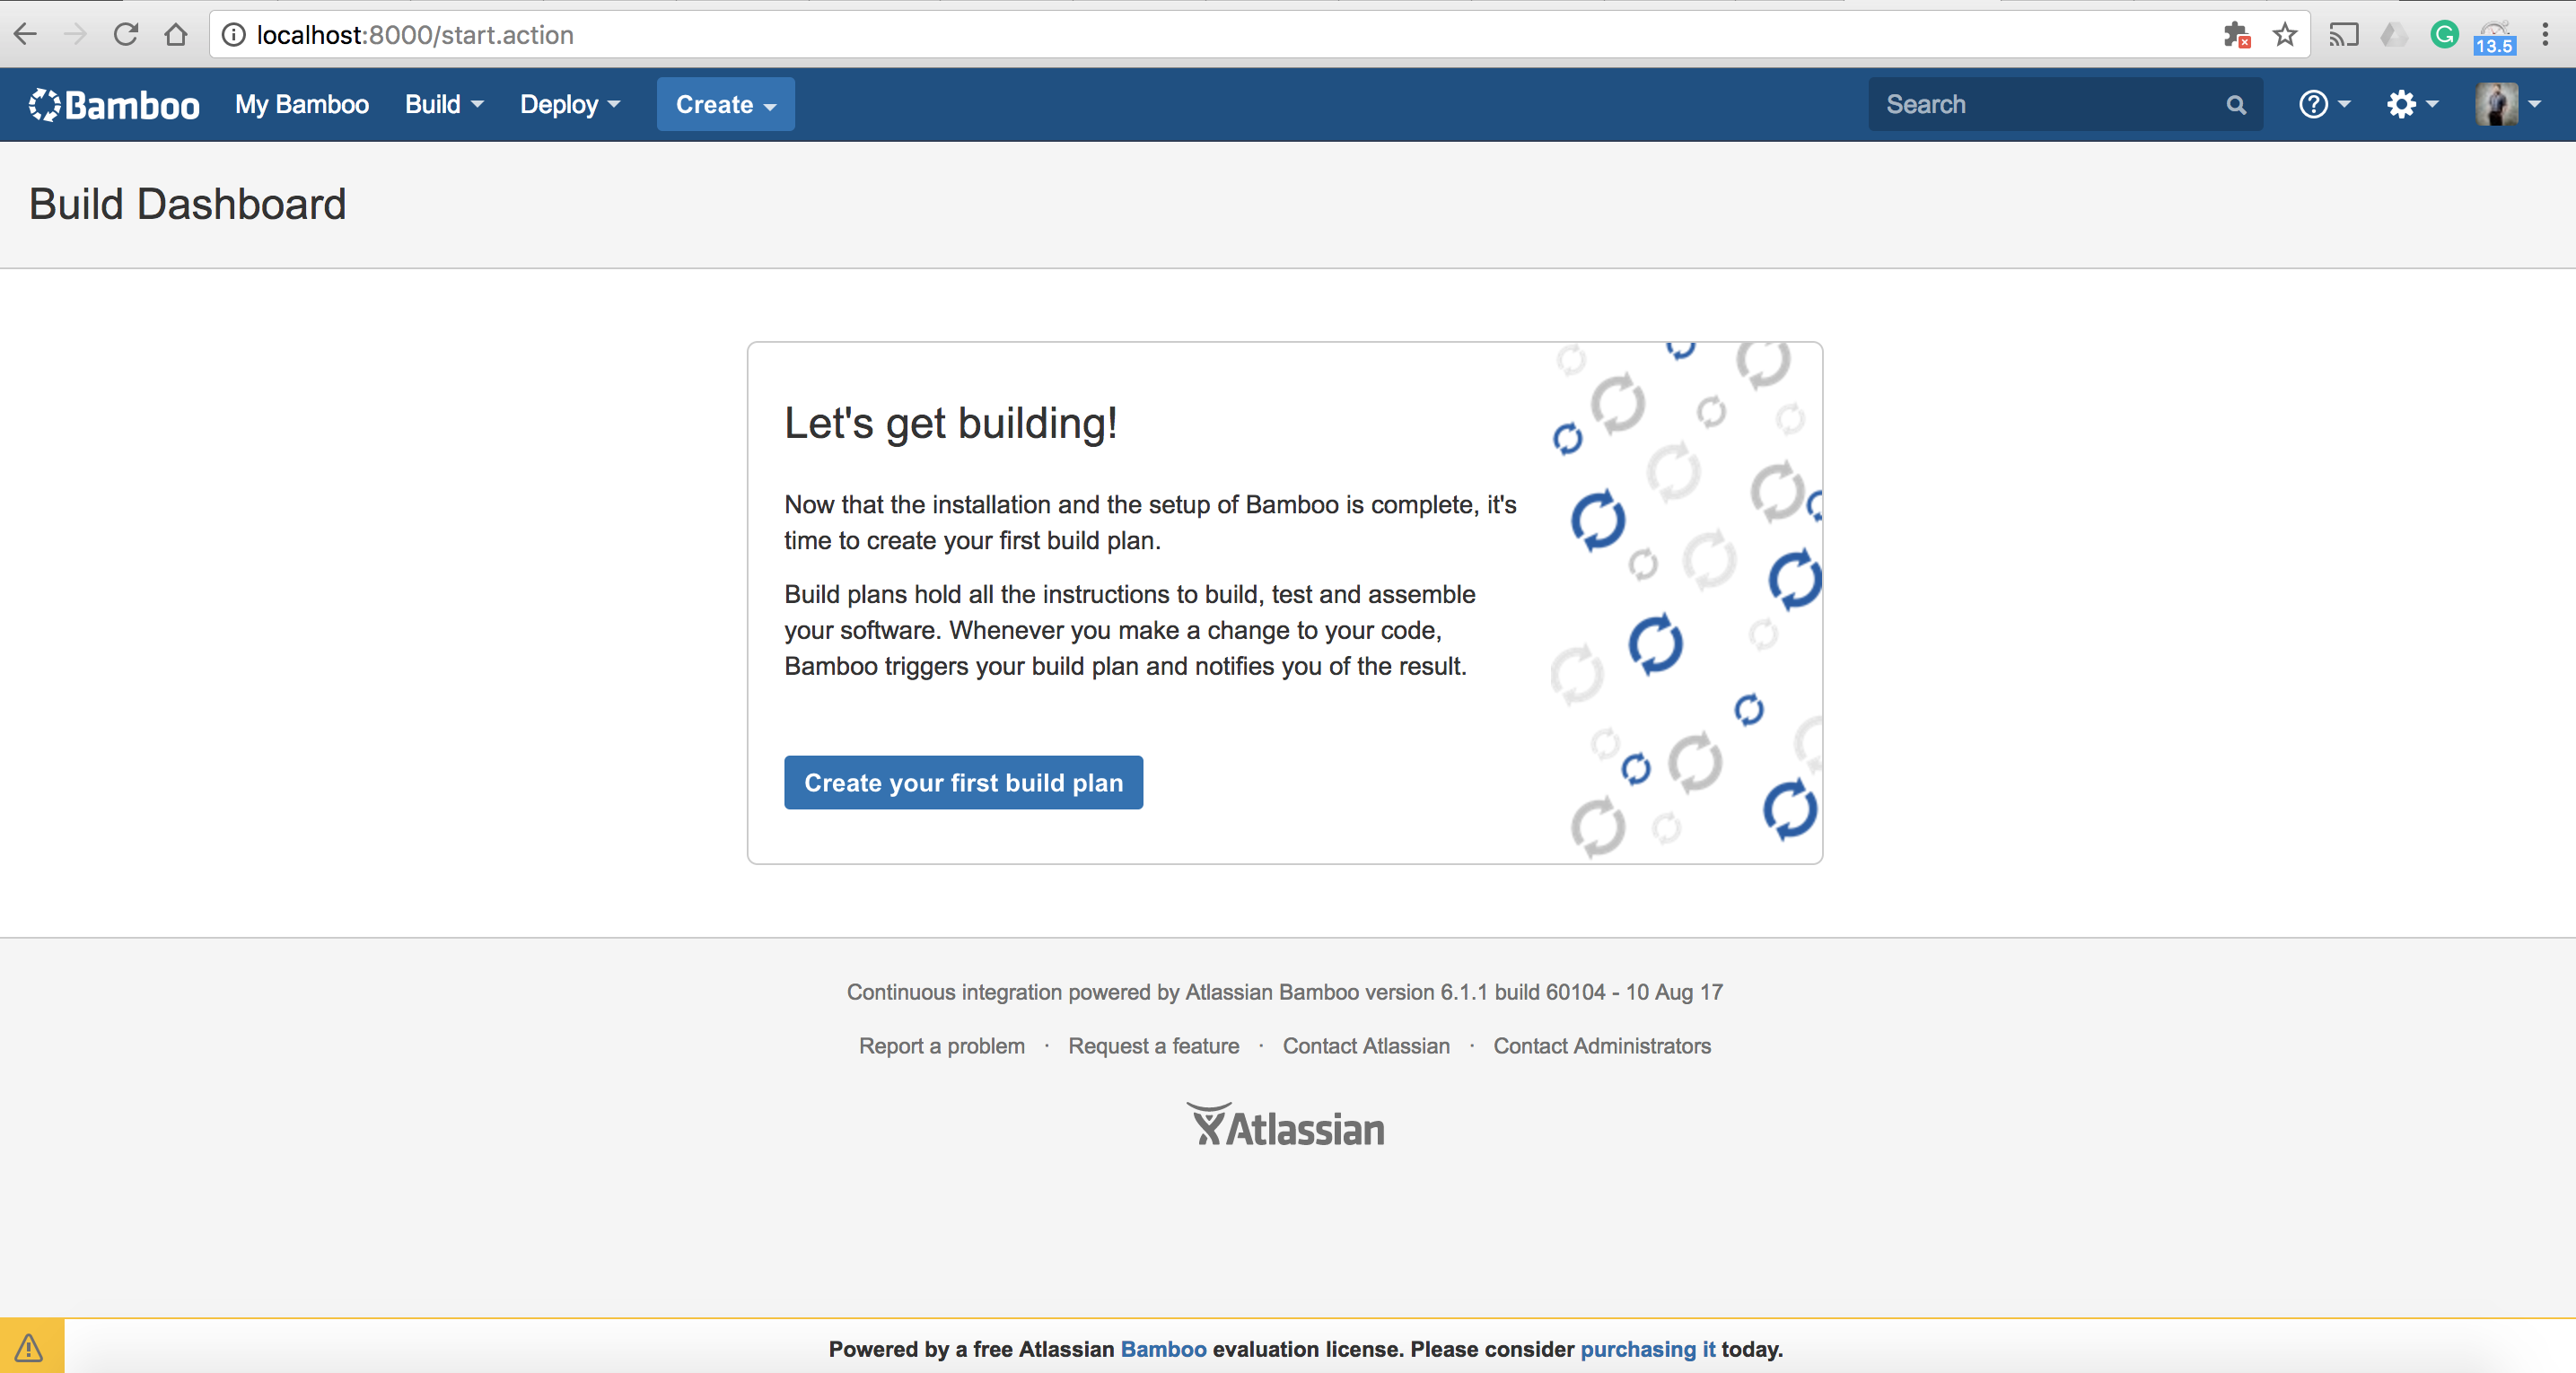 localhost:8000/start.action
13.5
Bamboo My Bamboo Build Deploy Create Search
Build Dashboard
Let's get building!
Now that the installation and the setup of Bamboo is complete, it's
time to create your first build plan.
Build plans hold all the instructions to build, test and assemble
your software. Whenever you make a change to your code,
Bamboo triggers your build plan and notifies you of the result.
Create your first build plan
Continuous integration powered by Atlassian Bamboo version 6.1.1 build 60104 - 10 Aug 17
Report a problem · Request a feature · Contact Atlassian · Contact Administrators
Atlassian
Powered by a free Atlassian Bamboo evaluation license. Please consider purchasing it today.